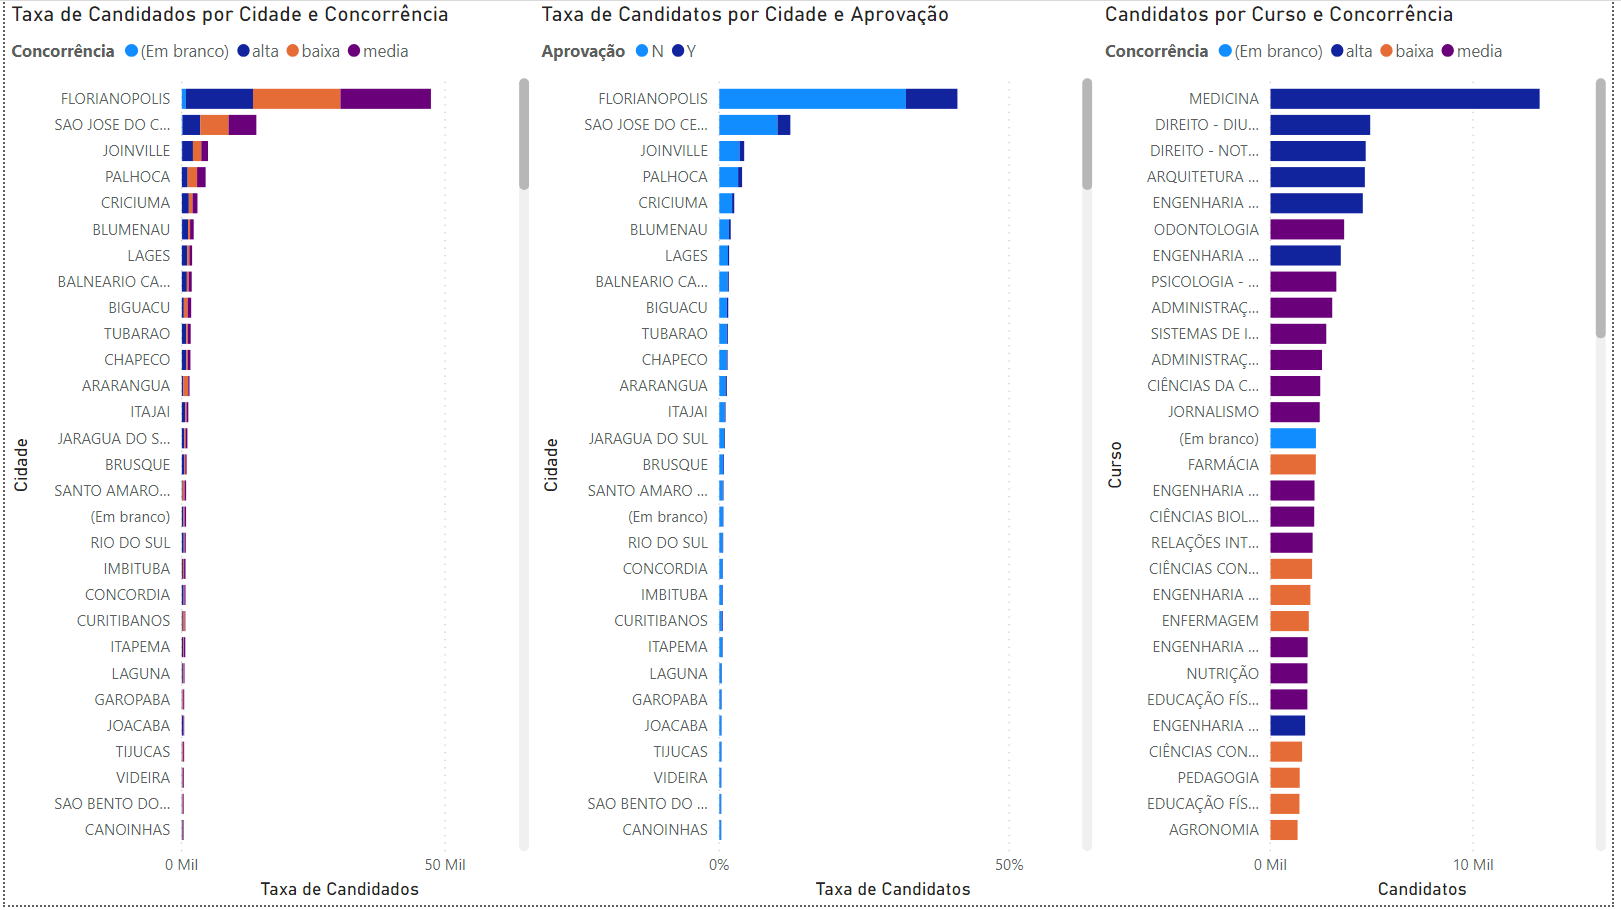 Taxa de Candidados por Cidade e Concorrência
Concorrência (Em branco) alta baixa media
Cidade
FLORIANOPOLIS
SAO JOSE DO C...
JOINVILLE
PALHOCA
CRICIUMA
BLUMENAU
LAGES
BALNEARIO CA...
BIGUACU
TUBARAO
CHAPECO
ARARANGUA
ITAJAI
JARAGUA DO S...
BRUSQUE
SANTO AMARO...
(Em branco)
RIO DO SUL
IMBITUBA
CONCORDIA
CURITIBANOS
ITAPEMA
LAGUNA
GAROPABA
JOACABA
TIJUCAS
VIDEIRA
SAO BENTO DO...
CANOINHAS
0 Mil 50 Mil
Taxa de Candidados
Taxa de Candidatos por Cidade e Aprovação
Aprovação N Y
Cidade
FLORIANOPOLIS
SAO JOSE DO CE...
JOINVILLE
PALHOCA
CRICIUMA
BLUMENAU
LAGES
BALNEARIO CA...
BIGUACU
TUBARAO
CHAPECO
ARARANGUA
ITAJAI
JARAGUA DO SUL
BRUSQUE
SANTO AMARO ...
(Em branco)
RIO DO SUL
CONCORDIA
IMBITUBA
CURITIBANOS
ITAPEMA
LAGUNA
GAROPABA
JOACABA
TIJUCAS
VIDEIRA
SAO BENTO DO ...
CANOINHAS
0% 50%
Taxa de Candidatos
Candidatos por Curso e Concorrência
Concorrência (Em branco) alta baixa media
Curso
MEDICINA
DIREITO - DIU...
DIREITO - NOT...
ARQUITETURA ...
ENGENHARIA ...
ODONTOLOGIA
ENGENHARIA ...
PSICOLOGIA - ...
ADMINISTRAÇ...
SISTEMAS DE I...
ADMINISTRAÇ...
CIÊNCIAS DA C...
JORNALISMO
(Em branco)
FARMÁCIA
ENGENHARIA ...
CIÊNCIAS BIOL...
RELAÇÕES INT...
CIÊNCIAS CON...
ENGENHARIA ...
ENFERMAGEM
ENGENHARIA ...
NUTRIÇÃO
EDUCAÇÃO FÍS...
ENGENHARIA ...
CIÊNCIAS CON...
PEDAGOGIA
EDUCAÇÃO FÍS...
AGRONOMIA
0 Mil 10 Mil
Candidatos